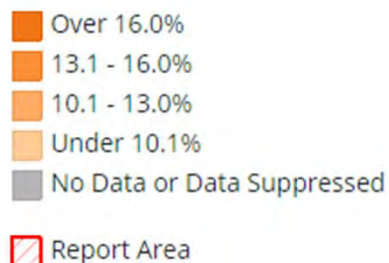 Over 16.0%
13.1 - 16.0%
10.1 - 13.0%
Under 10.1%
No Data or Data Suppressed
Report Area